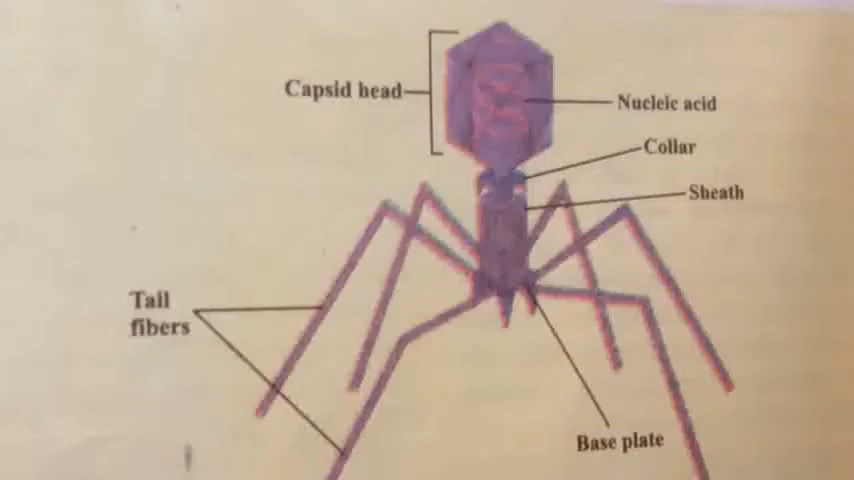 Capsid head
Nucleic acid
Collar
Sheath
Tail
fibers
Base plate